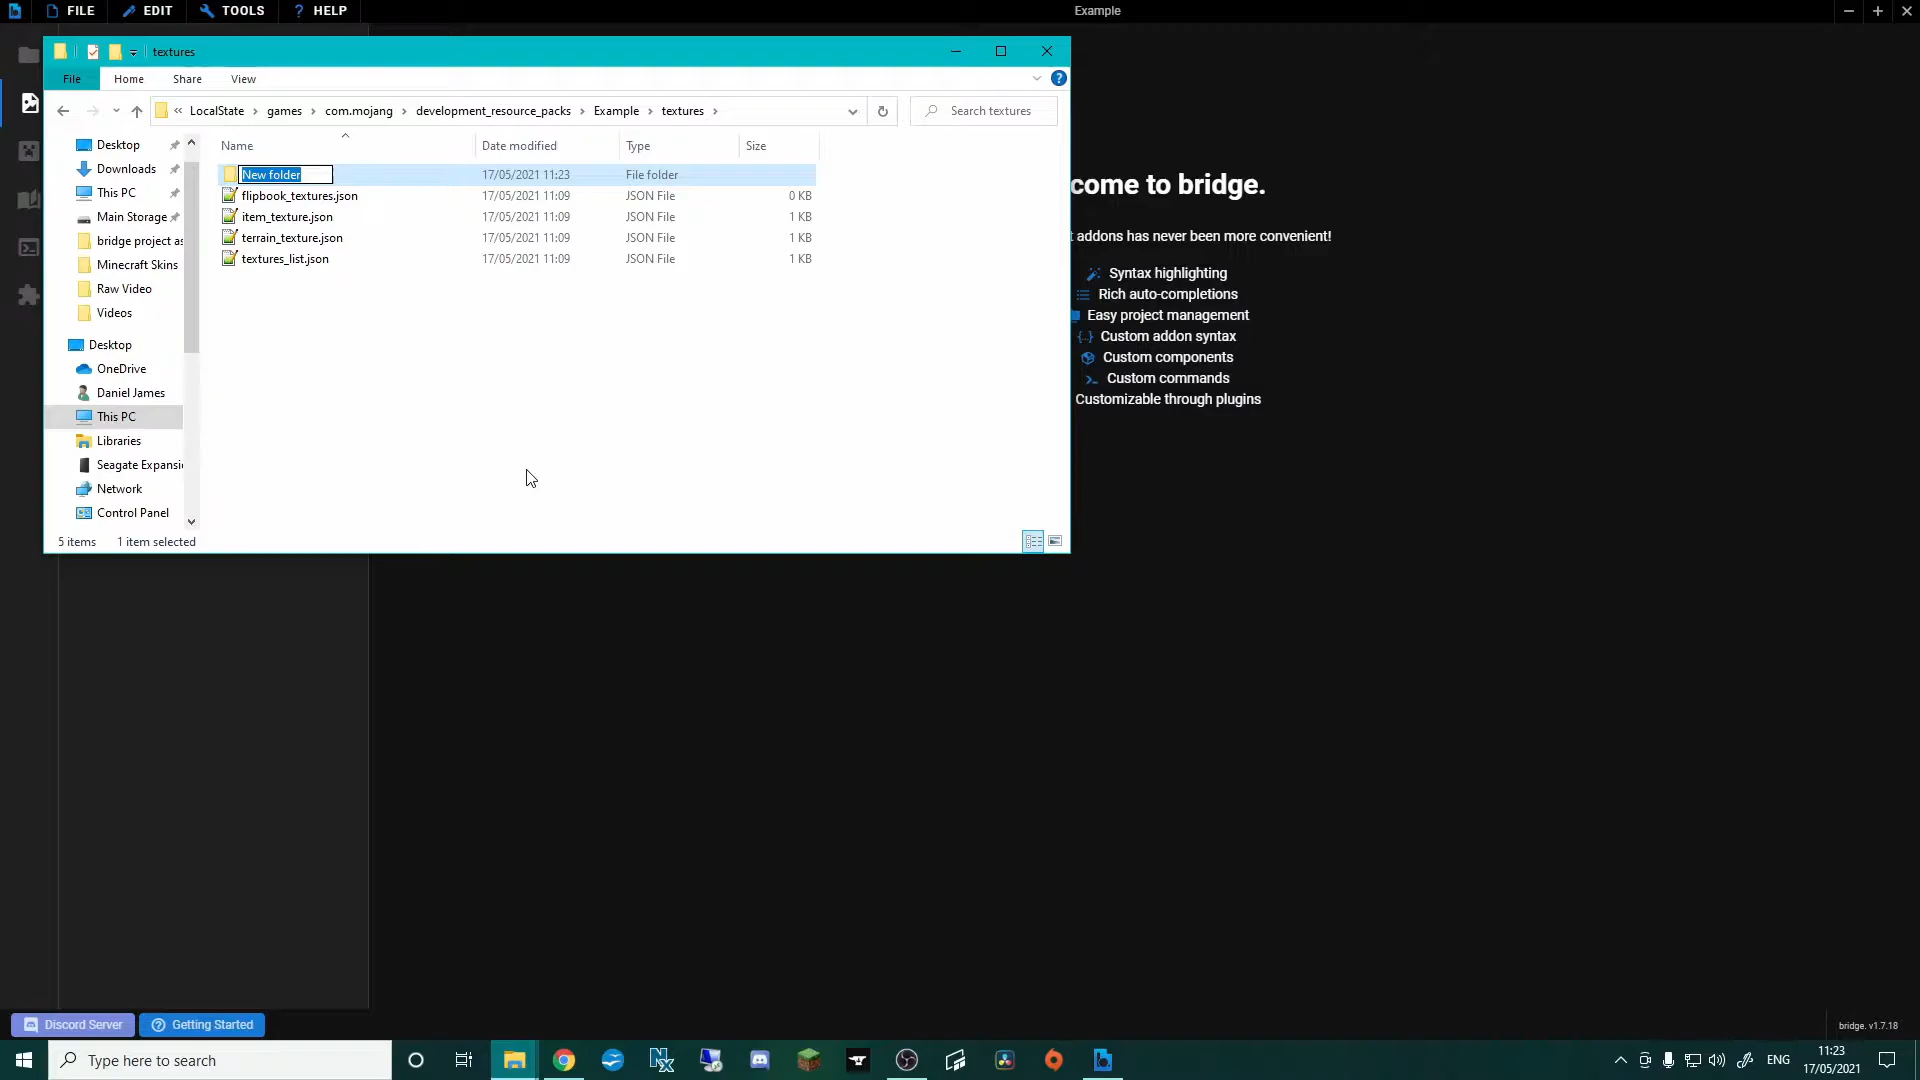 FILE EDIT TOOLS HELP Example
textures
File Home Share View
« LocalState > games > com.mojang > development_resource_packs > Example > textures > Search textures
Name Date modified Type Size
New folder 17/05/2021 11:23 File folder
flipbook_textures.json 17/05/2021 11:09 JSON File 0 KB
item_texture.json 17/05/2021 11:09 JSON File 1 KB
terrain_texture.json 17/05/2021 11:09 JSON File 1 KB
textures_list.json 17/05/2021 11:09 JSON File 1 KB
Desktop
Downloads
This PC
Main Storage
bridge project as
Minecraft Skins
Raw Video
Videos
Desktop
OneDrive
Daniel James
This PC
Libraries
Seagate Expansi
Network
Control Panel
5 items 1 item selected
come to bridge.
t addons has never been more convenient!
Syntax highlighting
Rich auto-completions
Easy project management
Custom addon syntax
Custom components
Custom commands
Customizable through plugins
Discord Server Getting Started
bridge. v1.7.18
Type here to search
ENG
11:23
17/05/2021